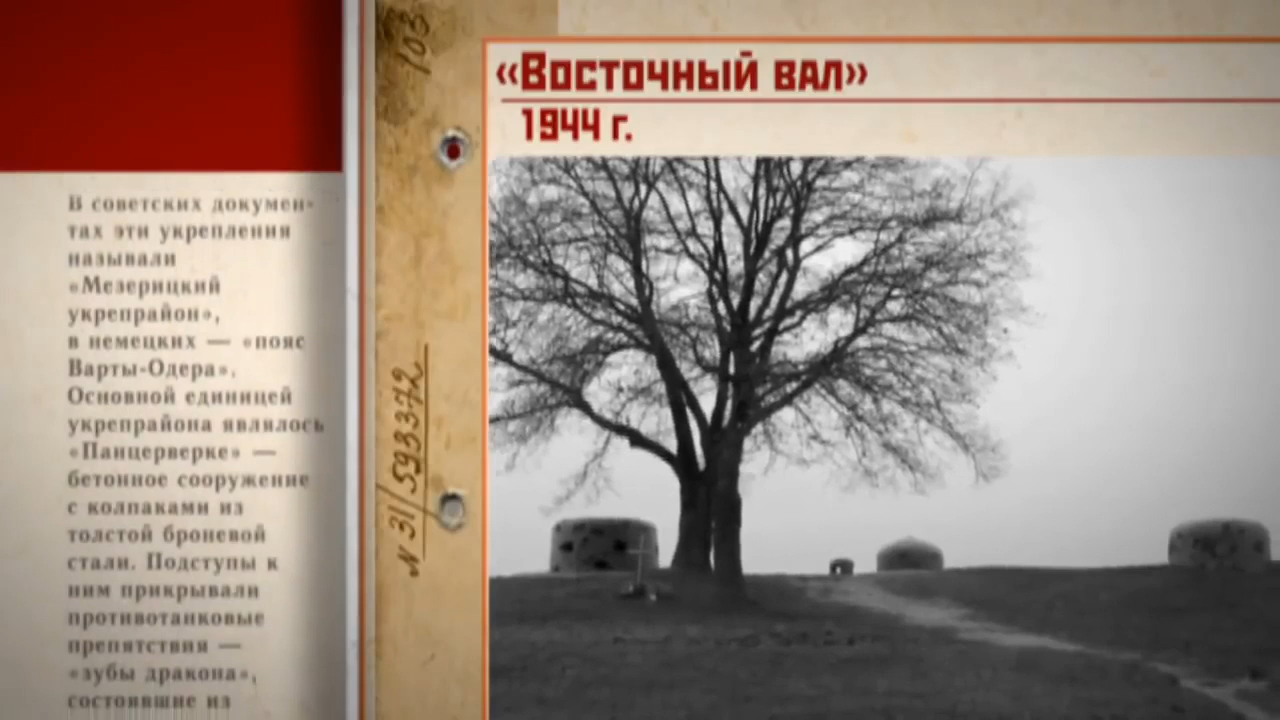 В советских докумен-
тах эти укрепления
называли
«Мезерицкий
укрепрайон»,
в немецких — «пояс
Варты-Одера».
Основной единицей
укрепрайона являлось
«Панцерверке» —
бетонное сооружение
с колпаками из
толстой броневой
стали. Подступы к
ним прикрывали
противотанковые
препятствия —
«зубы дракона»,
состоявшие из
103
N 31/593372
«Восточный вал»
1944 г.